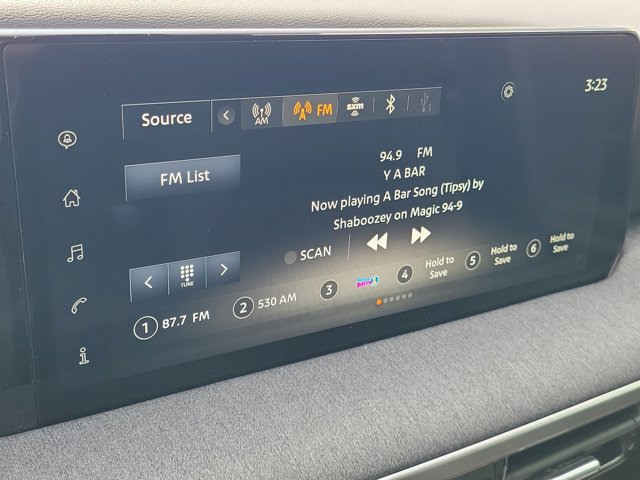 3:23
Source
AM
FM
sxm
FM List
94.9 FM
Y A BAR
Now playing A Bar Song (Tipsy) by
Shaboozey on Magic 94-9
SCAN
TUNE
1 87.7 FM
2 530 AM
3
4 Hold to
Save
5 Hold to
Save
6 Hold to
Save